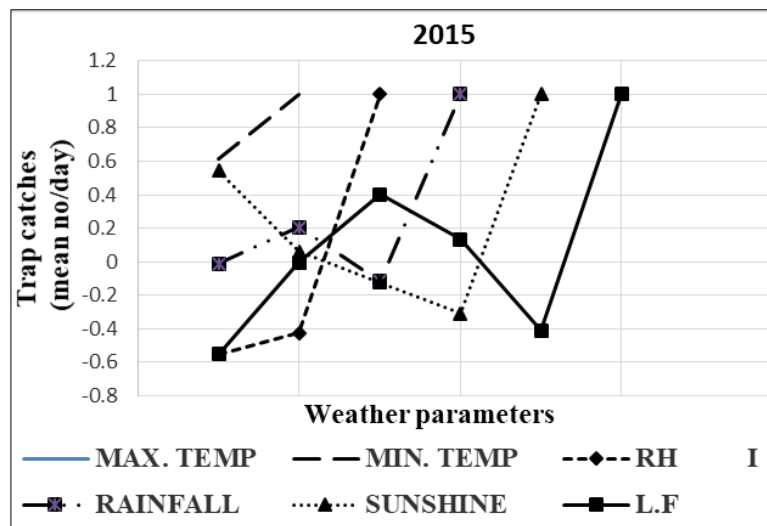 2015
1.2
1
0.8
0.6
0.4
0.2
0
-0.2
-0.4
-0.6
-0.8
Trap catches
(mean no/day)
Weather parameters
MAX. TEMP MIN. TEMP RH I
RAINFALL SUNSHINE L.F